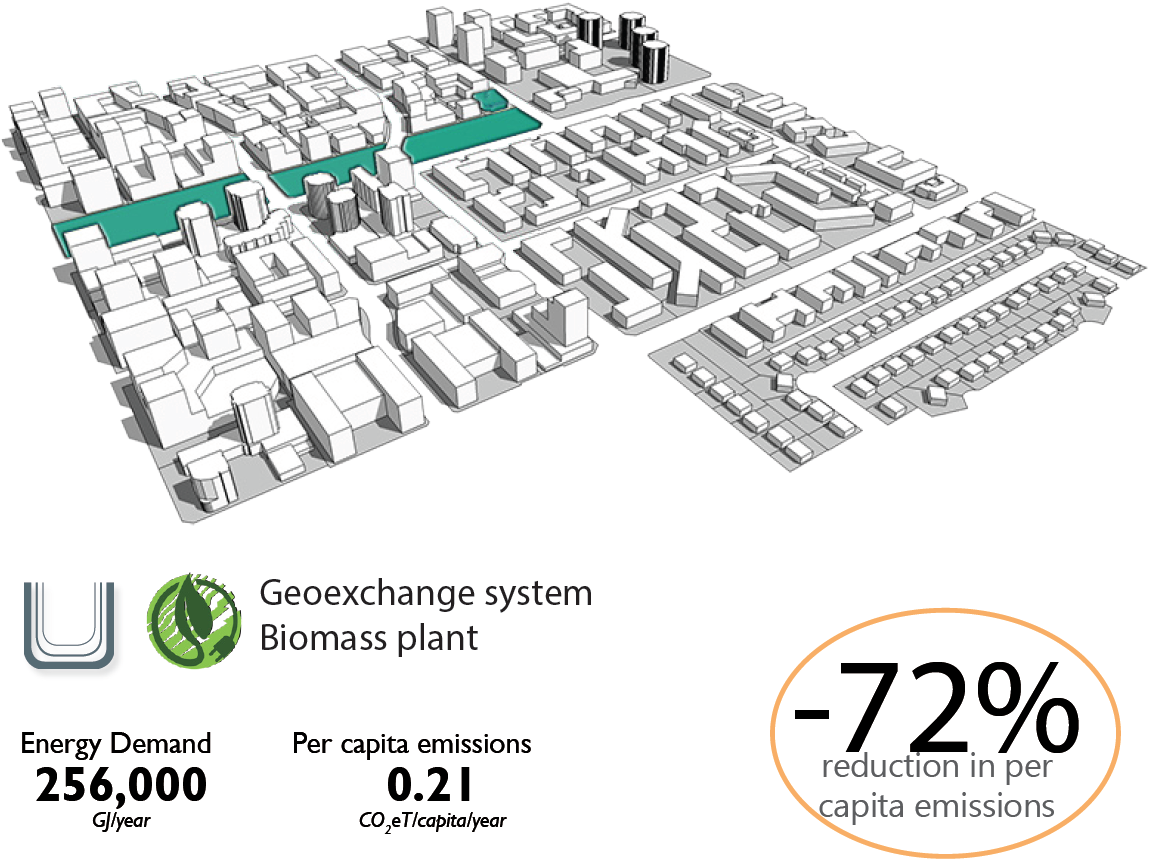 Geoexchange system
Biomass plant
Energy Demand
256,000
GJ/year
Per capita emissions
0.21
CO₂eT/capita/year
-72%
reduction in per
capita emissions